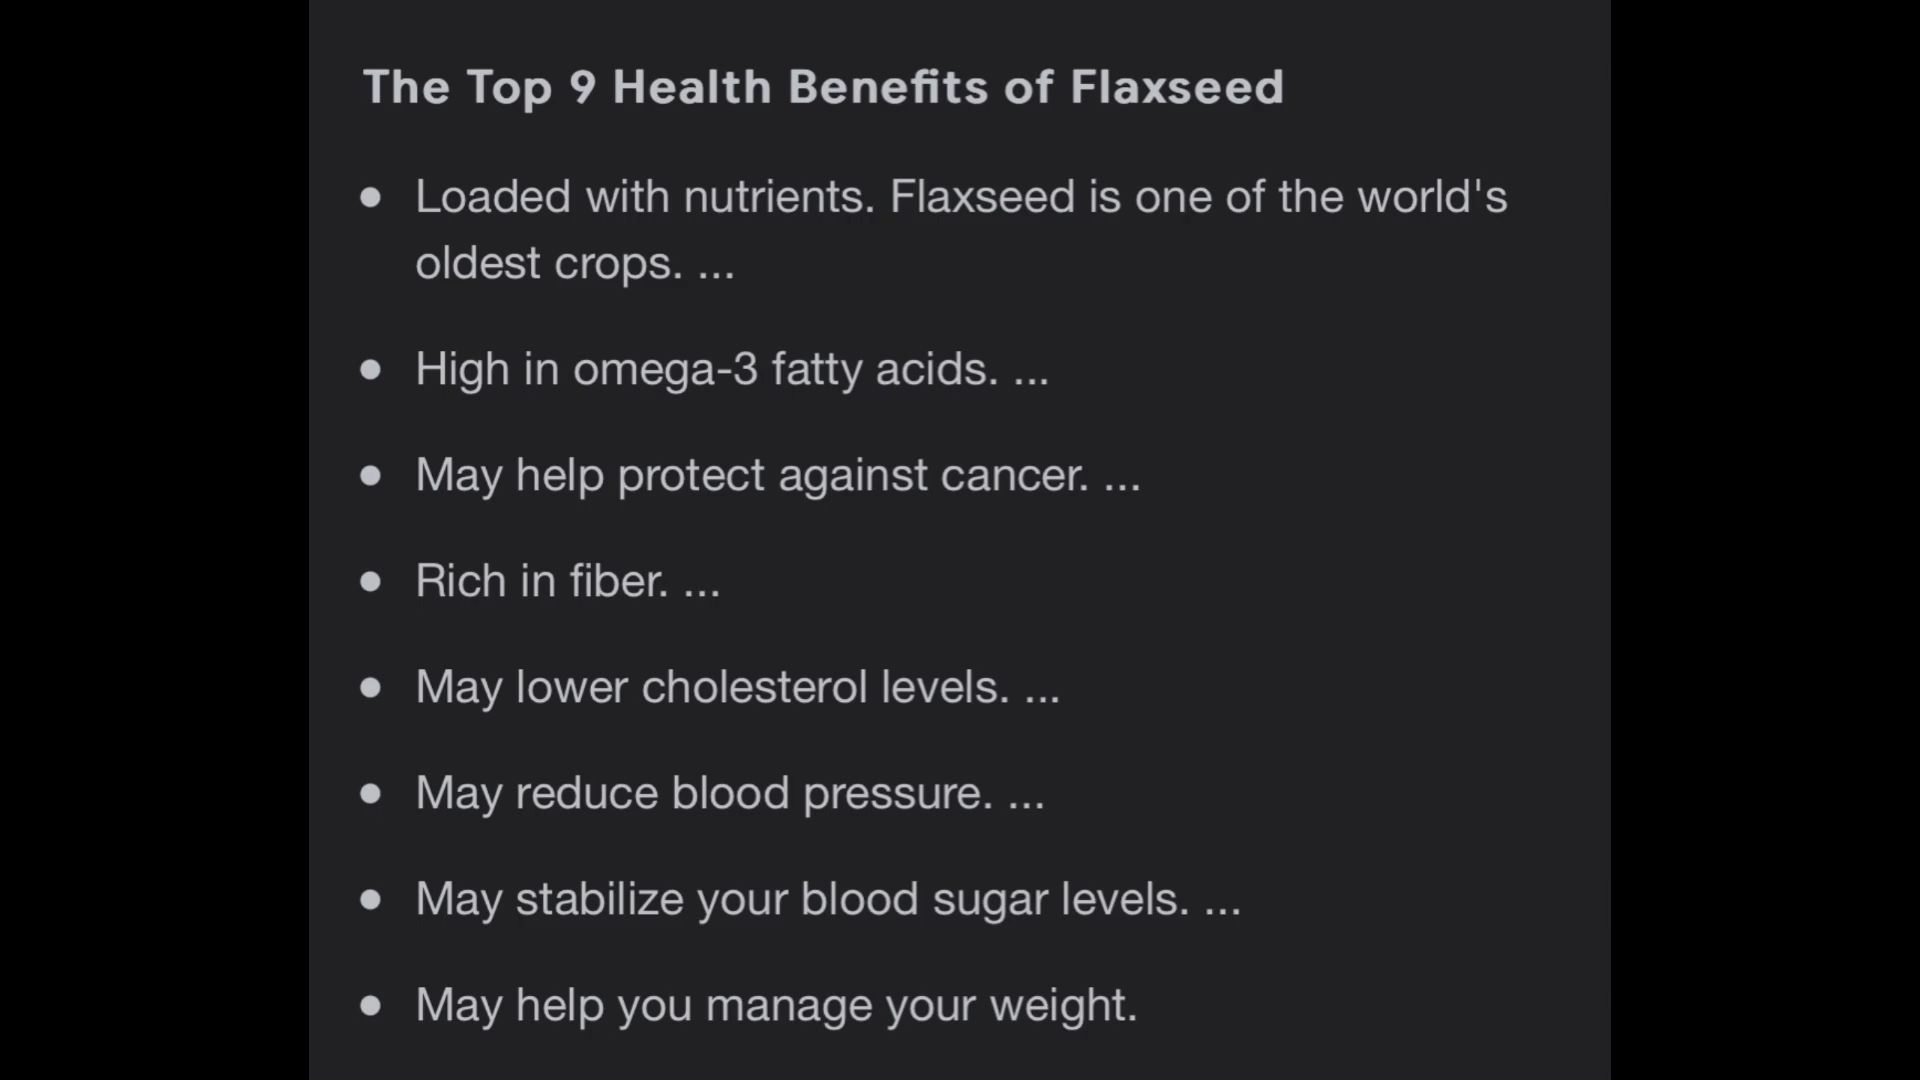 The Top 9 Health Benefits of Flaxseed
● Loaded with nutrients. Flaxseed is one of the world's
oldest crops. ...
● High in omega-3 fatty acids. ...
● May help protect against cancer. ...
● Rich in fiber. ...
● May lower cholesterol levels. ...
● May reduce blood pressure. ...
● May stabilize your blood sugar levels. ...
● May help you manage your weight.